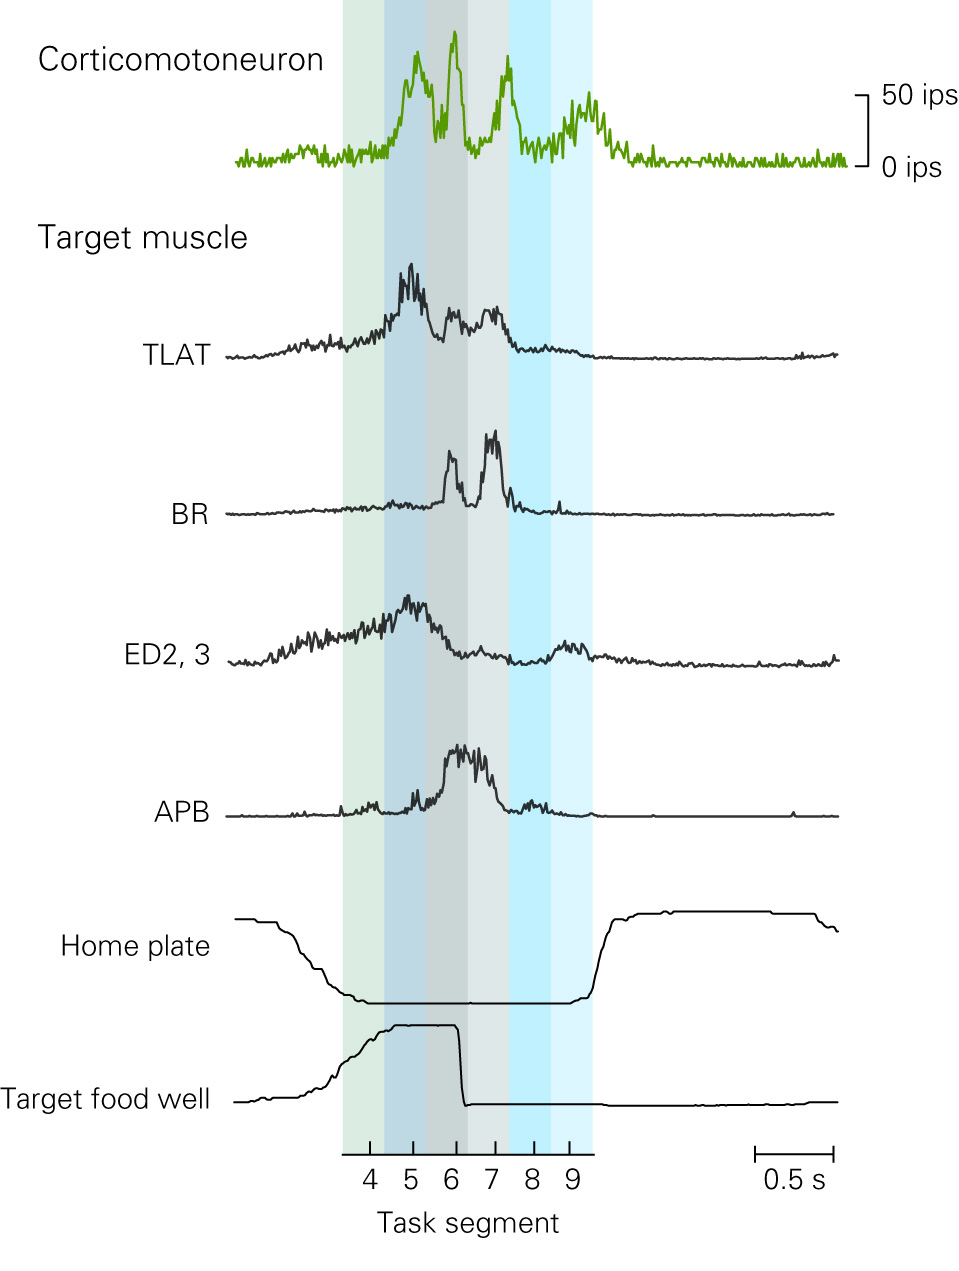 Corticomotoneuron
50 ips
0 ips
Target muscle
TLAT
BR
ED2, 3
APB
Home plate
Target food well
4 5 6 7 8 9
0.5 s
Task segment